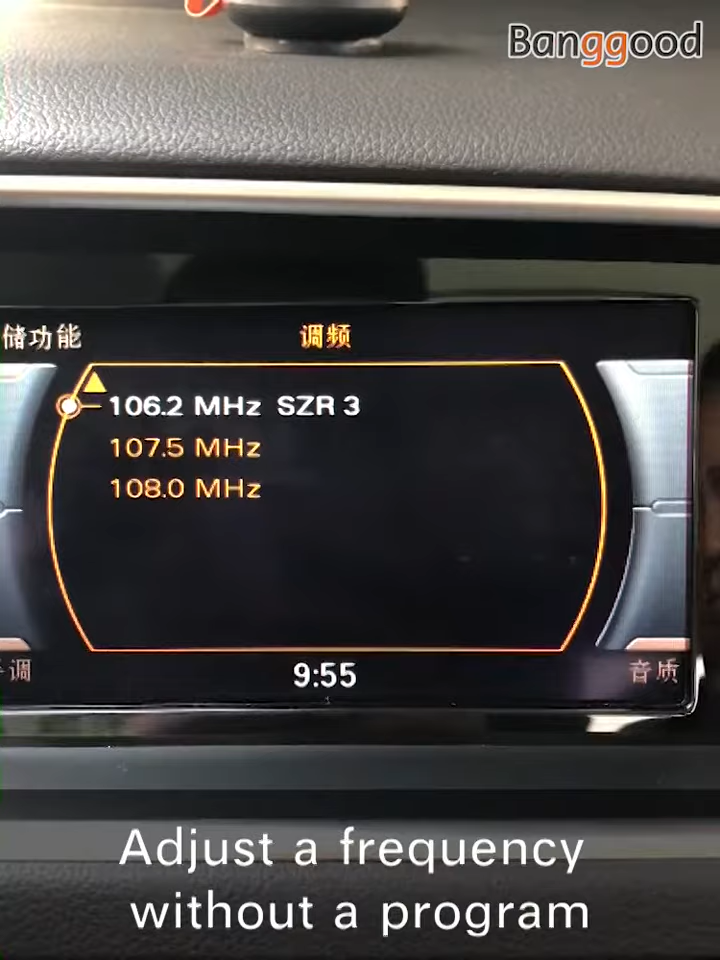 Banggood
储功能
调频
106.2 MHz SZR 3
107.5 MHz
108.0 MHz
调
9:55
音质
Adjust a frequency
without a program